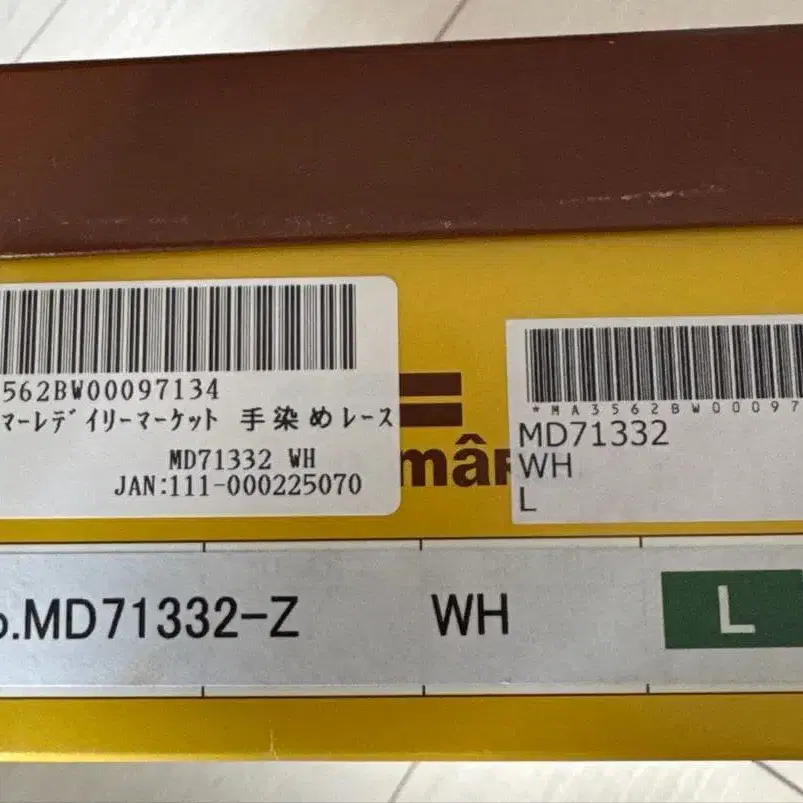 562BW00097134
マーレデイリーマーケット 手染めレース
MD71332 WH
JAN:111-000225070
mâ
*MA3562BW00097
MD71332
WH
L
o.MD71332-Z WH L